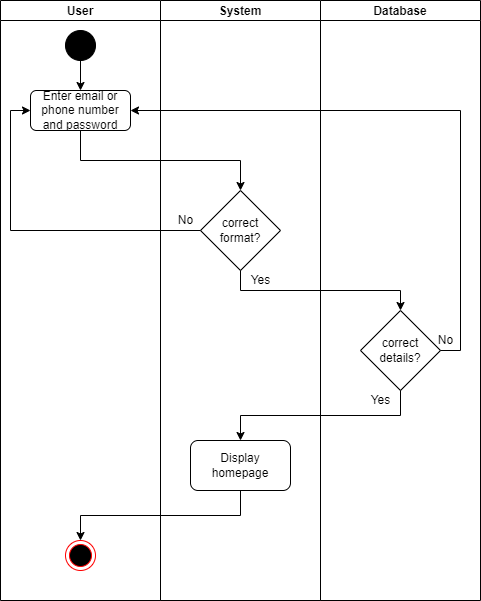 User
System
Database
Enter email or
phone number
and password
No
correct
format?
Yes
correct
details?
No
Yes
Display
homepage